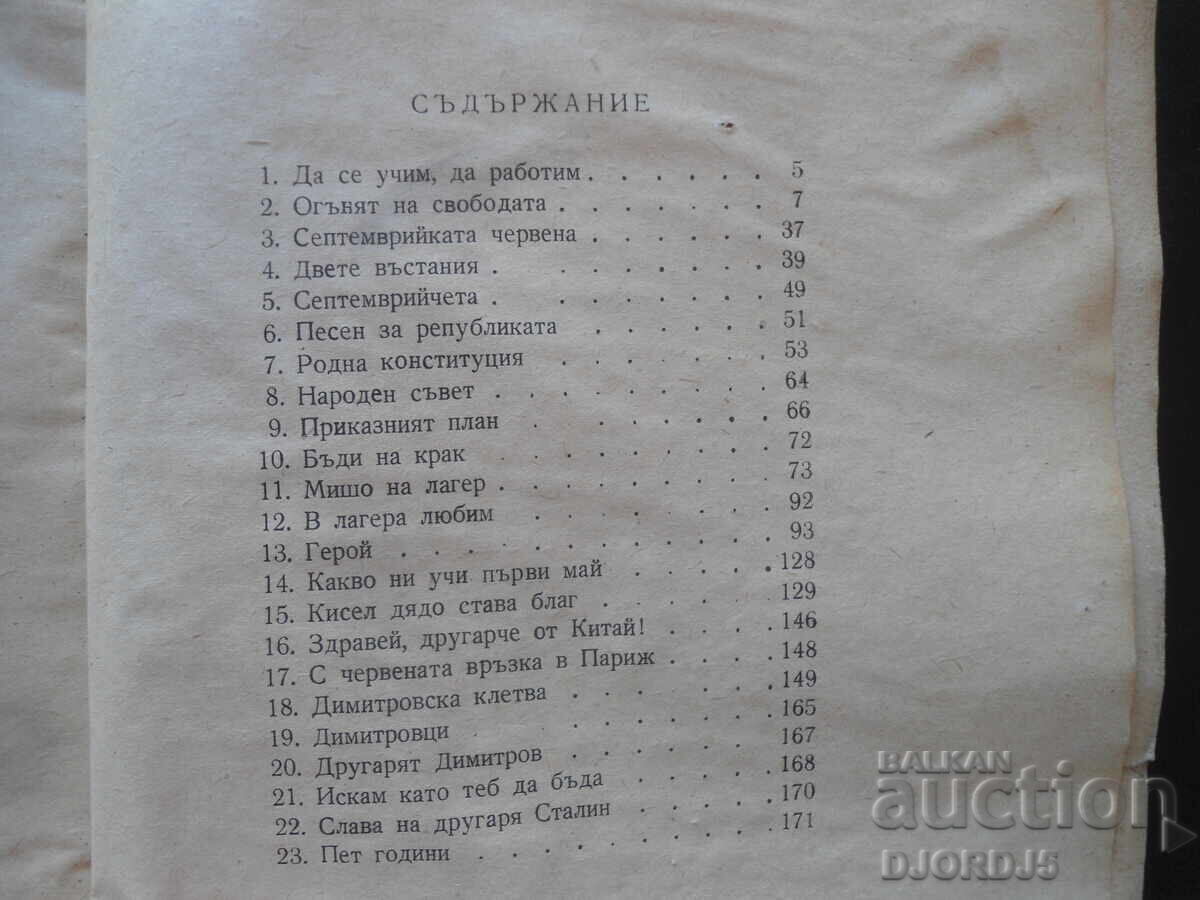 СЪДЪРЖАНИЕ
1. Да се учим, да работим . . . . . . 5
2. Огънят на свободата . . . . . . . 7
3. Септемврийката червена . . . . . . 37
4. Двете въстания . . . . . . . 39
5. Септемврийчета . . . . . . . 49
6. Песен за републиката . . . . . . 51
7. Родна конституция . . . . . . . 53
8. Народен съвет . . . . . . . . . 64
9. Приказният план . . . . . . . 66
10. Бъди на крак . . . . . . . . 72
11. Мишо на лагер . . . . . . . . . 73
12. В лагера любим . . . . . . . . 92
13. Герой . . . . . . . . . . . . 93
14. Какво ни учи първи май . . . . . 128
15. Кисел дядо става благ . . . . . . 129
16. Здравей, другарче от Китай! . . . . 146
17. С червената връзка в Париж . . . . 148
18. Димитровска клетва . . . . . . . 149
19. Димитровци . . . . . . . 165
20. Другарят Димитров . . . . . . . 167
21. Искам като теб да бъда . . . . . 168
22. Слава на другаря Сталин . . . . . 170
23. Пет години . . . . . . . . . . 171
BALKAN
auction
DJORDJ5